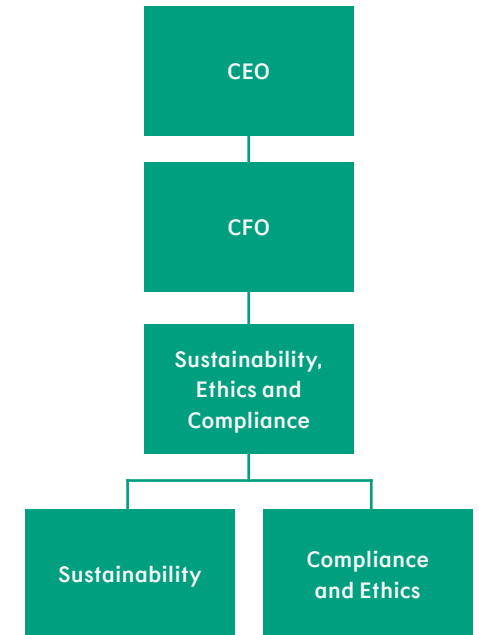 CEO
CFO
Sustainability,
Ethics and
Compliance
Sustainability
Compliance
and Ethics